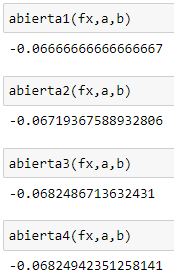 abierta1(fx,a,b)
-0.06666666666666667
abierta2(fx,a,b)
-0.06719367588932806
abierta3(fx,a,b)
-0.0682486713632431
abierta4(fx,a,b)
-0.06824942351258141